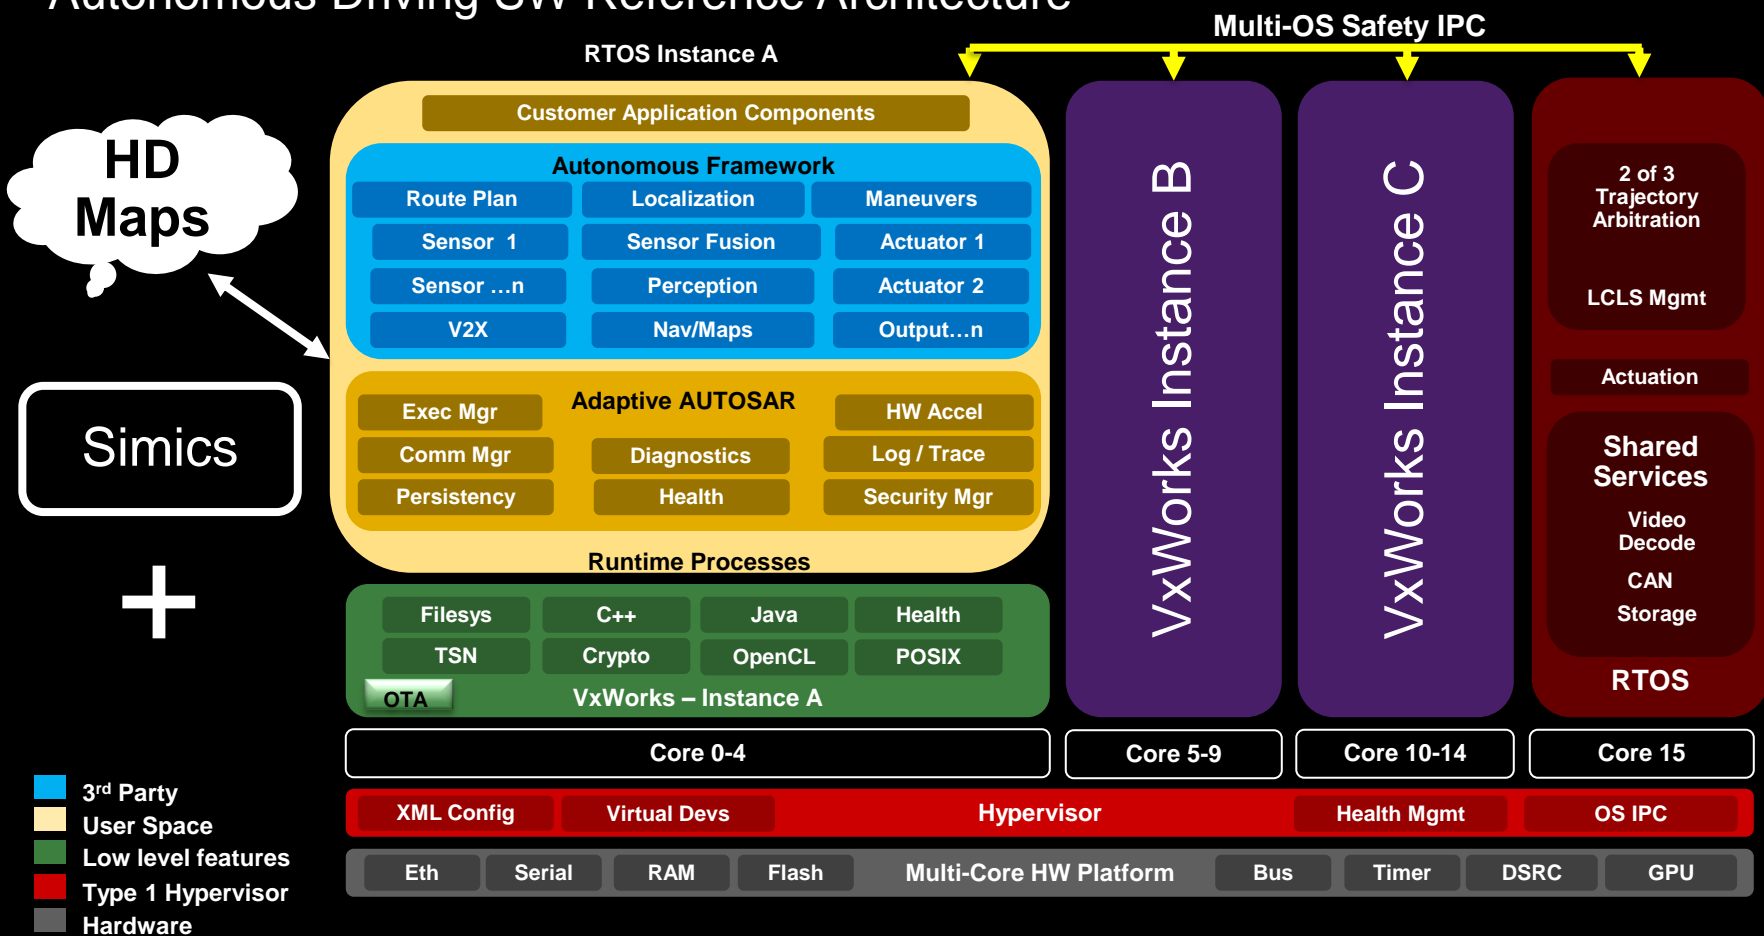 Autonomous Driving SW Reference Architecture
Multi-OS Safety IPC
RTOS Instance A
HD
Maps
Simics
+
Customer Application Components
Autonomous Framework
Route Plan
Localization
Maneuvers
Sensor 1
Sensor Fusion
Actuator 1
Sensor …n
Perception
Actuator 2
V2X
Nav/Maps
Output…n
Adaptive AUTOSAR
Exec Mgr
HW Accel
Comm Mgr
Diagnostics
Log / Trace
Persistency
Health
Security Mgr
Runtime Processes
Filesys
C++
Java
Health
TSN
Crypto
OpenCL
POSIX
OTA
VxWorks – Instance A
VxWorks Instance B
VxWorks Instance C
2 of 3
Trajectory
Arbitration
LCLS Mgmt
Actuation
Shared
Services
Video
Decode
CAN
Storage
RTOS
Core 0-4
Core 5-9
Core 10-14
Core 15
XML Config
Virtual Devs
Hypervisor
Health Mgmt
OS IPC
Eth
Serial
RAM
Flash
Multi-Core HW Platform
Bus
Timer
DSRC
GPU
3rd Party
User Space
Low level features
Type 1 Hypervisor
Hardware